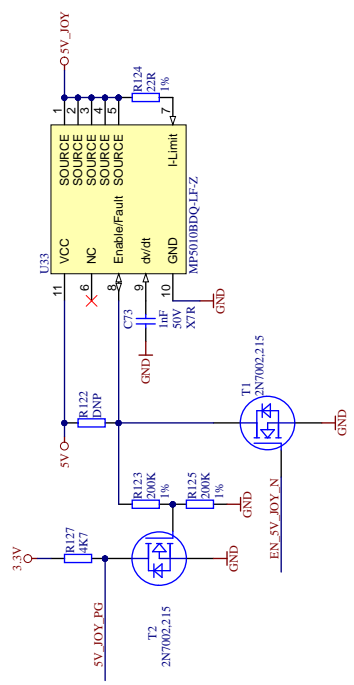 5V_JOY
R124
22R
1%
1
2
3
4
5
7
SOURCE
SOURCE
SOURCE
SOURCE
SOURCE
I-Limit
U33
VCC
NC
Enable/Fault
dv/dt
GND
MP5010BDQ-LF-Z
11
6
8
9
10
C73
1nF
50V
X7R
GND
GND
5V
R122
DNP
T1
2N7002,215
GND
EN_5V_JOY_N
R123
200K
1%
R125
200K
1%
GND
3.3V
R127
4K7
5V_JOY_PG
T2
2N7002,215
GND